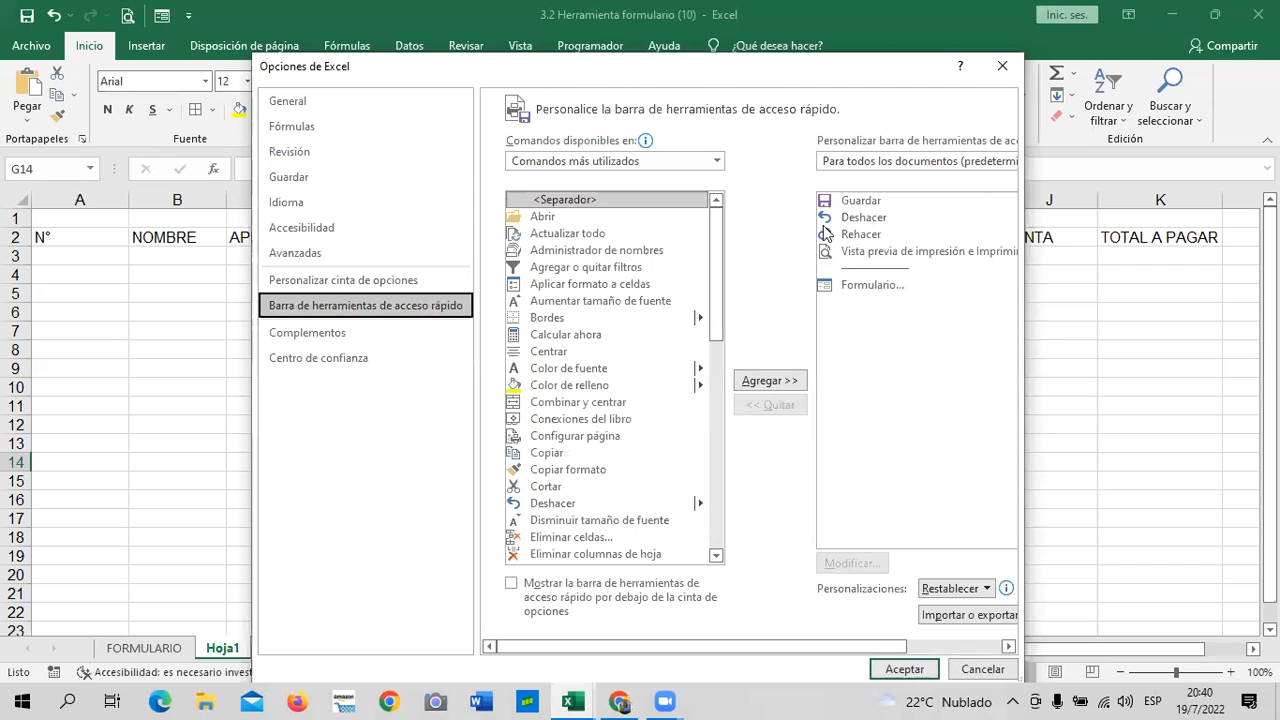 3.2 Herramienta formulario (10) - Excel
Inic. ses.
Archivo Inicio Insertar Disposición de página Fórmulas Datos Revisar Vista Programador Ayuda ¿Qué desea hacer? Compartir
Opciones de Excel
?
Pegar
Arial 12
N K S
Portapapeles
Fuente
Ordenar y filtrar
Buscar y seleccionar
Edición
G14
fx
A B J K
1
2 N° NOMBRE AP NTA TOTAL A PAGAR
3
4
5
6
7
8
9
10
11
12
13
14
15
16
17
18
19
20
21
22
23
General
Fórmulas
Revisión
Guardar
Idioma
Accesibilidad
Avanzadas
Personalizar cinta de opciones
Barra de herramientas de acceso rápido
Complementos
Centro de confianza
Personalice la barra de herramientas de acceso rápido.
Comandos disponibles en:
Comandos más utilizados
<Separador>
Abrir
Actualizar todo
Administrador de nombres
Agregar o quitar filtros
Aplicar formato a celdas
Aumentar tamaño de fuente
Bordes
Calcular ahora
Centrar
Color de fuente
Color de relleno
Combinar y centrar
Conexiones del libro
Configurar página
Copiar
Copiar formato
Cortar
Deshacer
Disminuir tamaño de fuente
Eliminar celdas...
Eliminar columnas de hoja
Mostrar la barra de herramientas de
acceso rápido por debajo de la cinta de
opciones
Agregar >>
<< Quitar
Personalizar barra de herramientas de acc
Para todos los documentos (predetermi
Guardar
Deshacer
Rehacer
Vista previa de impresión e Imprimi
Formulario...
Modificar...
Personalizaciones: Restablecer
Importar o exportar
Aceptar Cancelar
FORMULARIO Hoja1
Listo
Accesibilidad: es necesario invest
100%
22°C Nublado
ESP
20:40
19/7/2022